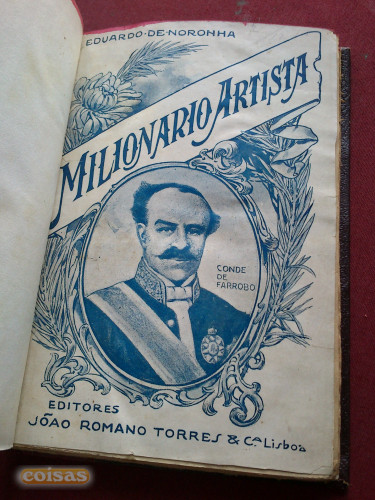 EDUARDO-DE-NORONHA
MILIONARIO ARTISTA
CONDE
DE
FARROBO
EDITORES
JOÃO ROMANO TORRES & Cª LISBOA
coisas